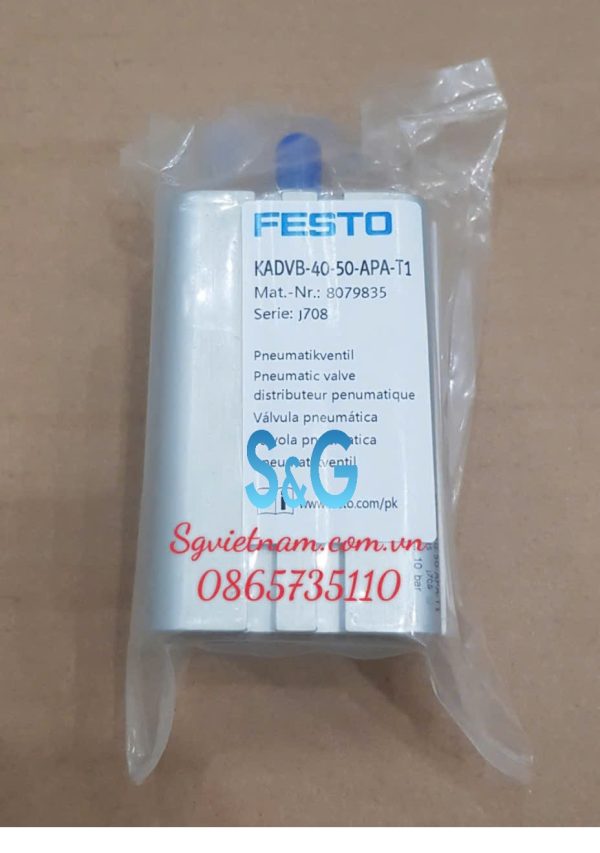 FESTO
KADVB-40-50-APA-T1
Mat.-Nr.: 8079835
Serie: J708
Pneumatikventil
Pneumatic valve
distributeur penumatique
Válvula pneumática
S&G
Sgvietnam.com.vn
0865735110
10 bar